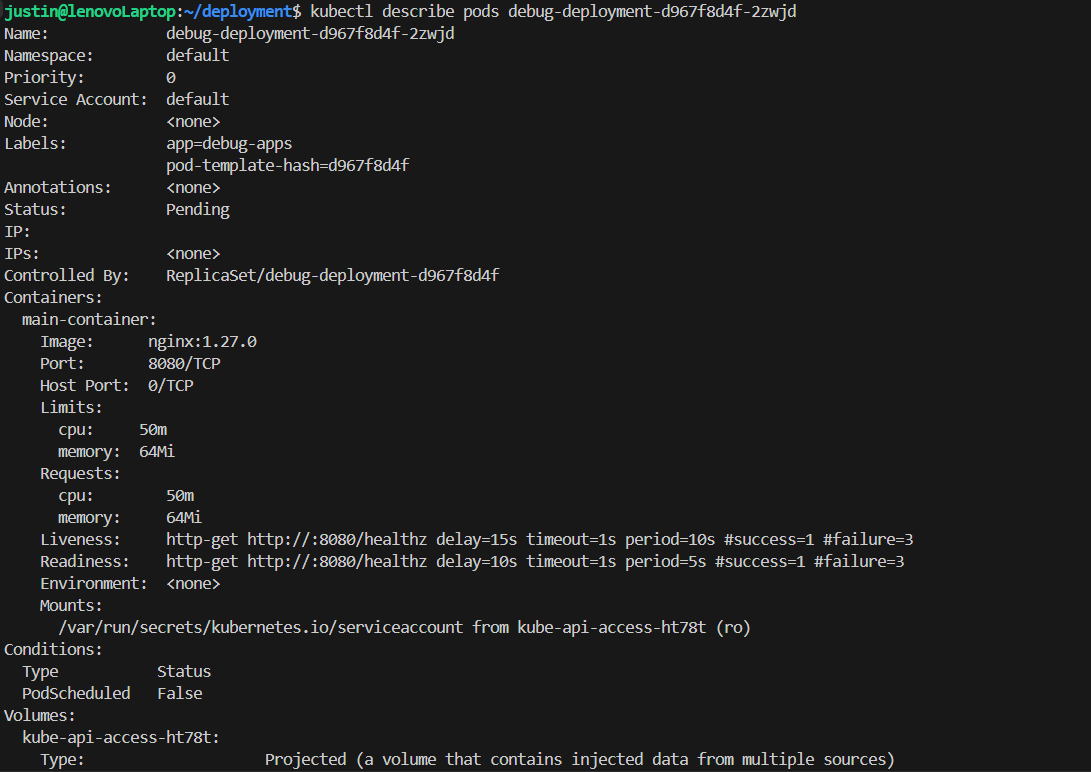 justin@lenovoLaptop:~/deployment$ kubectl describe pods debug-deployment-d967f8d4f-2zwjd
Name:             debug-deployment-d967f8d4f-2zwjd
Namespace:        default
Priority:         0
Service Account:  default
Node:             <none>
Labels:           app=debug-apps
                  pod-template-hash=d967f8d4f
Annotations:      <none>
Status:           Pending
IP:
IPs:              <none>
Controlled By:    ReplicaSet/debug-deployment-d967f8d4f
Containers:
  main-container:
    Image:      nginx:1.27.0
    Port:       8080/TCP
    Host Port:  0/TCP
    Limits:
      cpu:     50m
      memory:  64Mi
    Requests:
      cpu:        50m
      memory:     64Mi
    Liveness:     http-get http://:8080/healthz delay=15s timeout=1s period=10s #success=1 #failure=3
    Readiness:    http-get http://:8080/healthz delay=10s timeout=1s period=5s #success=1 #failure=3
    Environment:  <none>
    Mounts:
      /var/run/secrets/kubernetes.io/serviceaccount from kube-api-access-ht78t (ro)
Conditions:
  Type           Status
  PodScheduled   False
Volumes:
  kube-api-access-ht78t:
    Type:                    Projected (a volume that contains injected data from multiple sources)